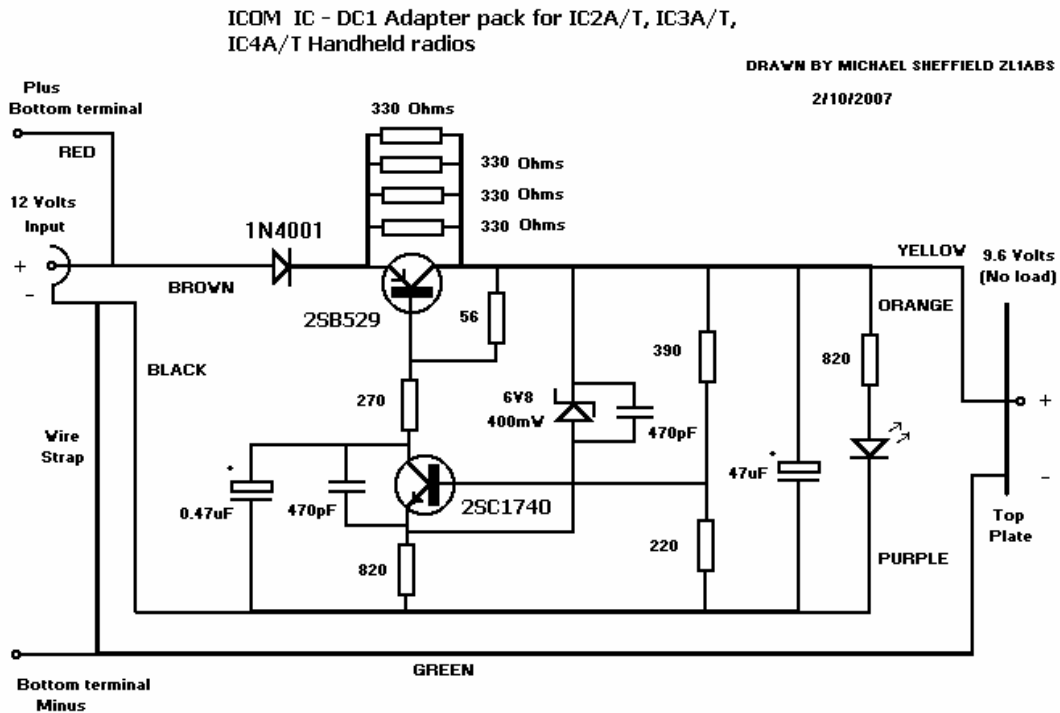 ICOM IC - DC1 Adapter pack for IC2A/T, IC3A/T,
IC4A/T Handheld radios
DRAWN BY MICHAEL SHEFFIELD ZL1ABS
2/10/2007
Plus
Bottom terminal
RED
12 Volts
Input
+
-
330 Ohms
330 Ohms
330 Ohms
330 Ohms
1N4001
BROWN
2SB529
56
YELLOW
9.6 Volts
(No load)
ORANGE
BLACK
270
6V8
400mW
470pF
390
820
+
-
Wire
Strap
0.47uF
470pF
2SC1740
47uF
820
220
PURPLE
Top
Plate
GREEN
Bottom terminal
Minus